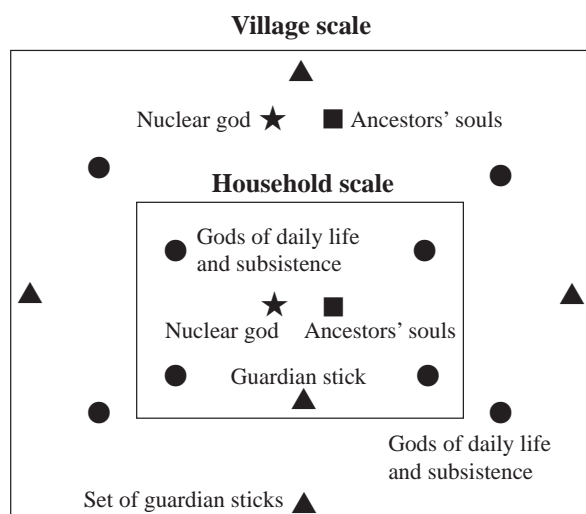 Village scale
Nuclear god
Ancestors’ souls
Household scale
Gods of daily life
and subsistence
Nuclear god
Ancestors’ souls
Guardian stick
Gods of daily life
and subsistence
Set of guardian sticks